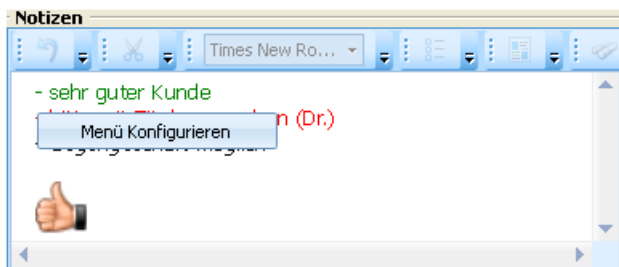 Notizen
Times New Ro...
- sehr guter Kunde
n (Dr.)
Menü Konfigurieren